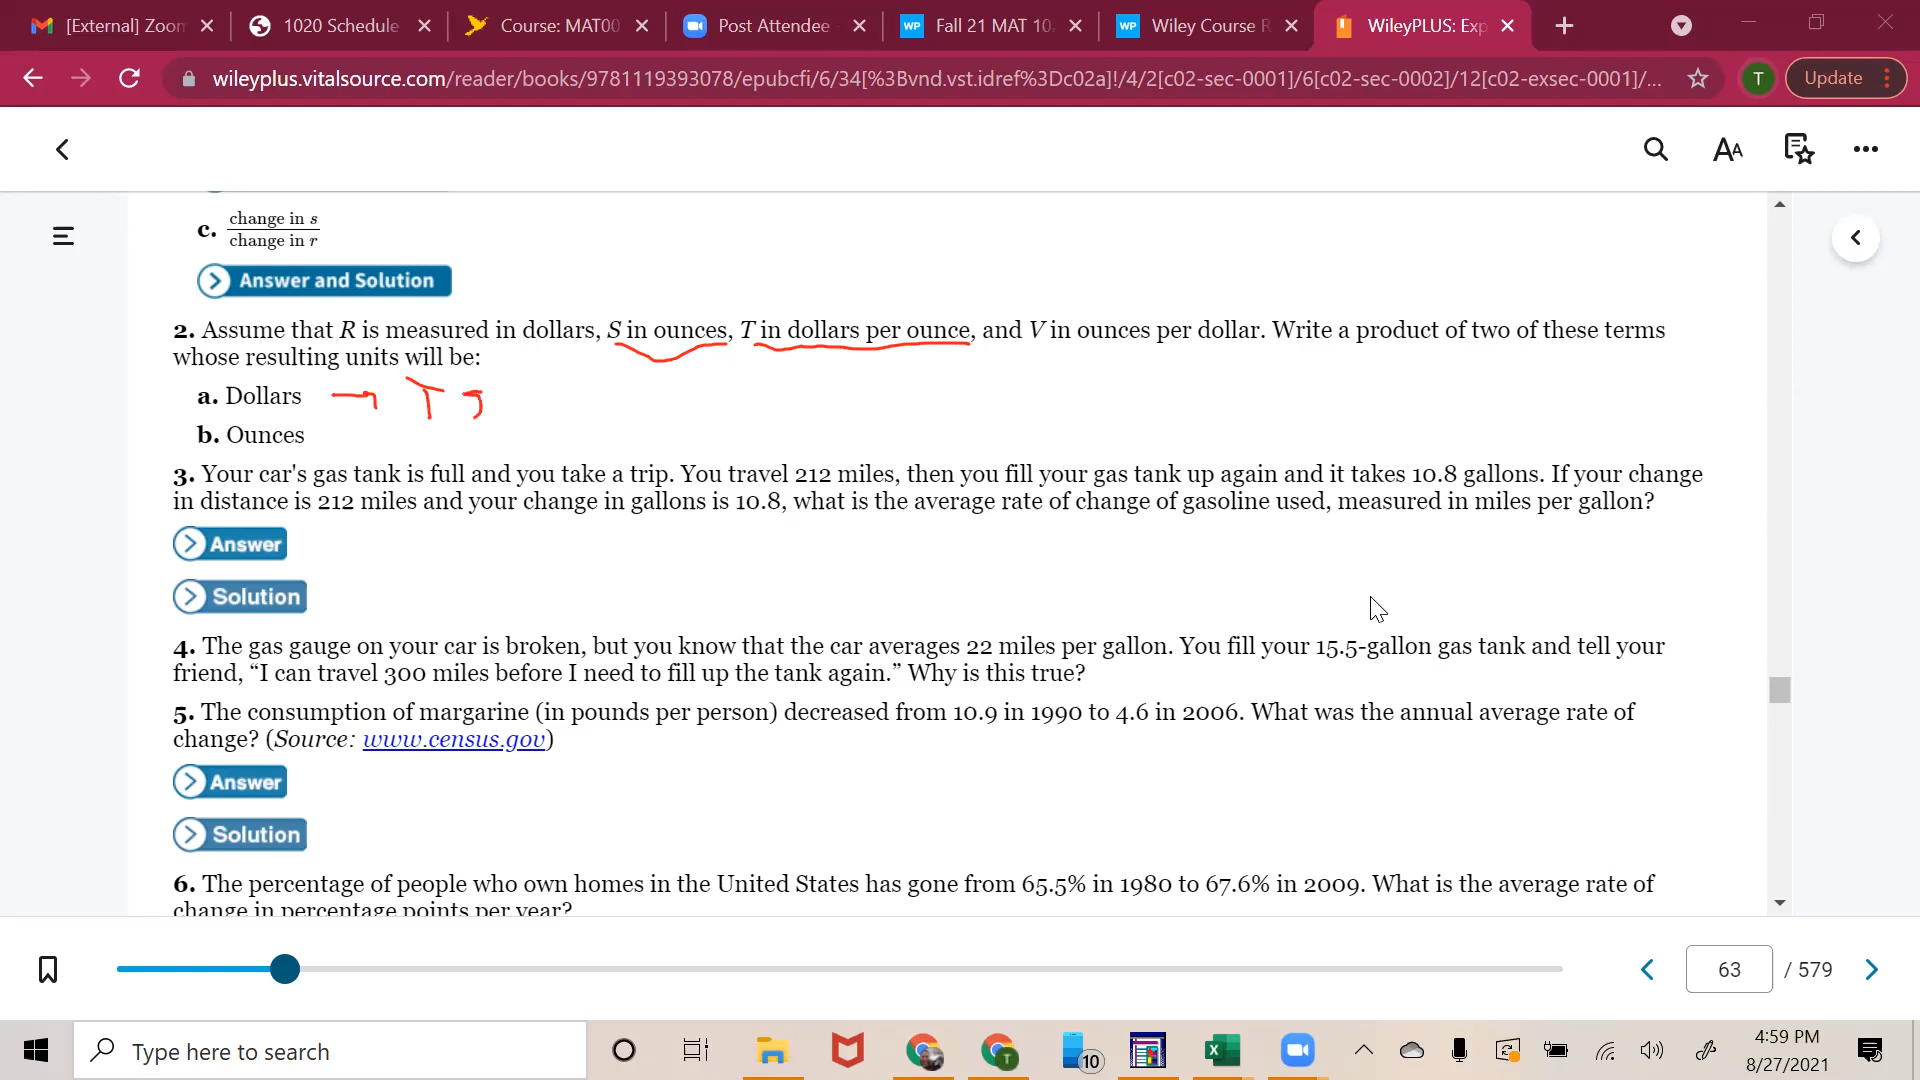 [External] Zoom
1020 Schedule
Course: MAT00
Post Attendee -
WP Fall 21 MAT 10
WP Wiley Course R
WileyPLUS: Exp
wileyplus.vitalsource.com/reader/books/9781119393078/epubcfi/6/34[%3Bvnd.vst.idref%3Dc02a]!/4/2[c02-sec-0001]/6[c02-sec-0002]/12[c02-exsec-0001]/...
T
Update
AA
c. change in s
change in r
Answer and Solution
2. Assume that R is measured in dollars, S in ounces, T in dollars per ounce, and V in ounces per dollar. Write a product of two of these terms
whose resulting units will be:
a. Dollars → T
b. Ounces
3. Your car's gas tank is full and you take a trip. You travel 212 miles, then you fill your gas tank up again and it takes 10.8 gallons. If your change
in distance is 212 miles and your change in gallons is 10.8, what is the average rate of change of gasoline used, measured in miles per gallon?
Answer
Solution
4. The gas gauge on your car is broken, but you know that the car averages 22 miles per gallon. You fill your 15.5-gallon gas tank and tell your
friend, “I can travel 300 miles before I need to fill up the tank again.” Why is this true?
5. The consumption of margarine (in pounds per person) decreased from 10.9 in 1990 to 4.6 in 2006. What was the annual average rate of
change? (Source: www.census.gov)
Answer
Solution
6. The percentage of people who own homes in the United States has gone from 65.5% in 1980 to 67.6% in 2009. What is the average rate of
change in percentage points per year?
63 / 579
Type here to search
T
10
X
4:59 PM
8/27/2021